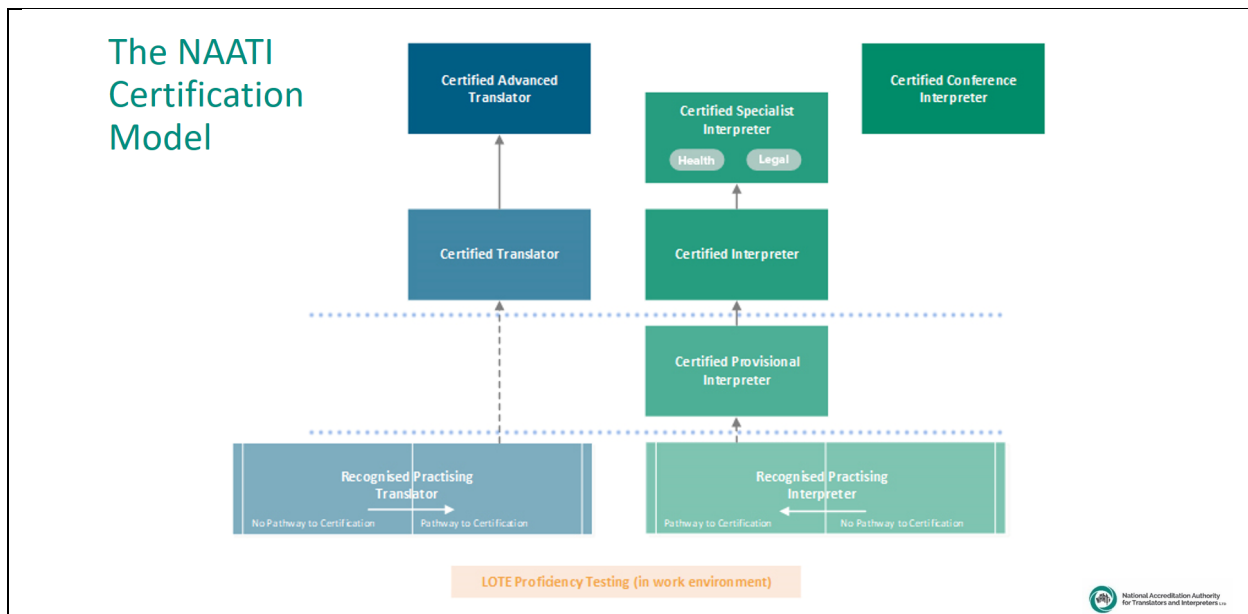 The NAATI
Certification
Model
Certified Advanced
Translator
Certified Conference
Interpreter
Certified Specialist
Interpreter
Health
Legal
Certified Translator
Certified Interpreter
Certified Provisional
Interpreter
Recognised Practising
Translator
No Pathway to Certification
Pathway to Certification
Recognised Practising
Interpreter
Pathway to Certification
No Pathway to Certification
LOTE Proficiency Testing (in work environment)
National Accreditation Authority
for Translators and Interpreters Ltd